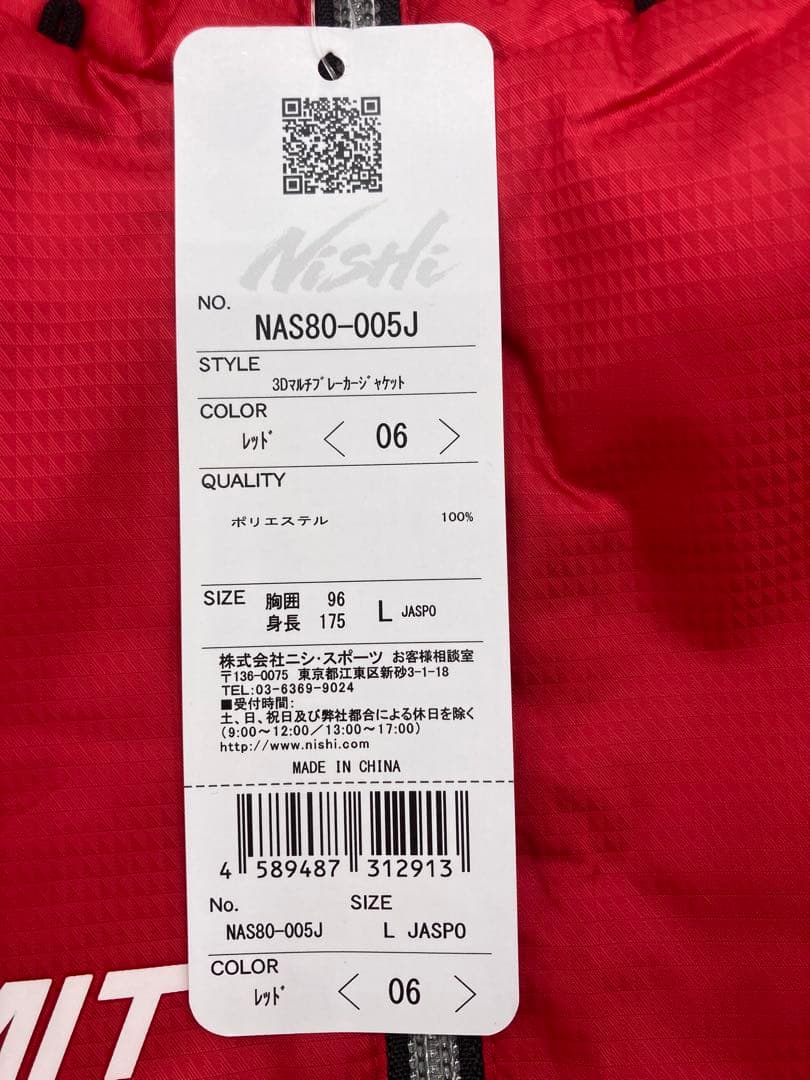 NiSHi
NO.
NAS80-005J
STYLE
3Dﾏﾙﾁﾌﾞﾚｰｶｰｼﾞｬｹｯﾄ
COLOR
ﾚｯﾄﾞ < 06 >
QUALITY
ポリエステル 100%
SIZE 胸囲 96
身長 175 L JASPO
株式会社ニシ・スポーツ お客様相談室
〒136-0075 東京都江東区新砂3-1-18
TEL:03-6369-9024
■受付時間:
土、日、祝日及び弊社都合による休日を除く
(9:00〜12:00／13:00〜17:00)
http://www.nishi.com
MADE IN CHINA
4 589487 312913
No. SIZE
NAS80-005J L JASPO
COLOR
ﾚｯﾄﾞ < 06 >
MIT